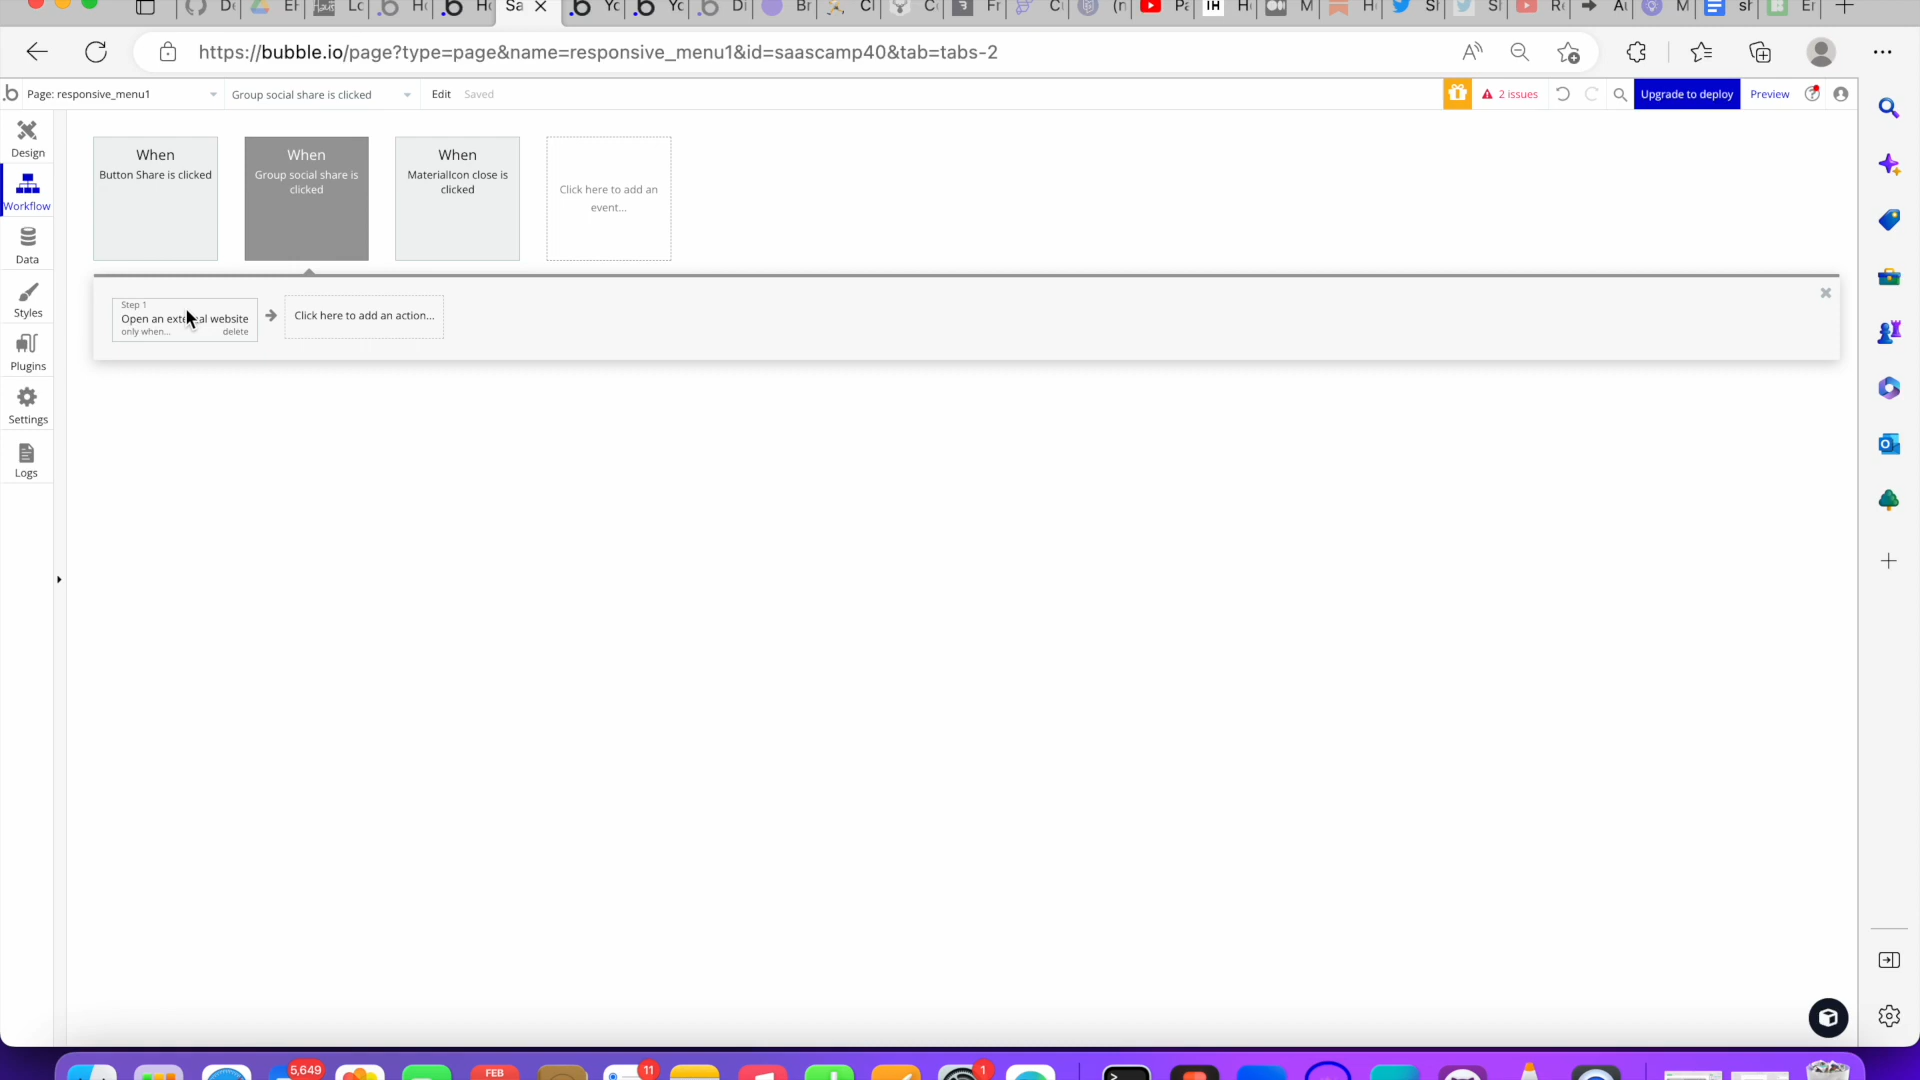 Sa
https://bubble.io/page?type=page&name=responsive_menu1&id=saascamp40&tab=tabs-2
Page: responsive_menu1
Group social share is clicked
Edit
Saved
2 issues
Upgrade to deploy
Preview
Design
Workflow
Data
Styles
Plugins
Settings
Logs
When
Button Share is clicked
When
Group social share is
clicked
When
MaterialIcon close is
clicked
Click here to add an
event...
Step 1
Open an external website
only when...
delete
Click here to add an action...
5,649
FEB
11
1